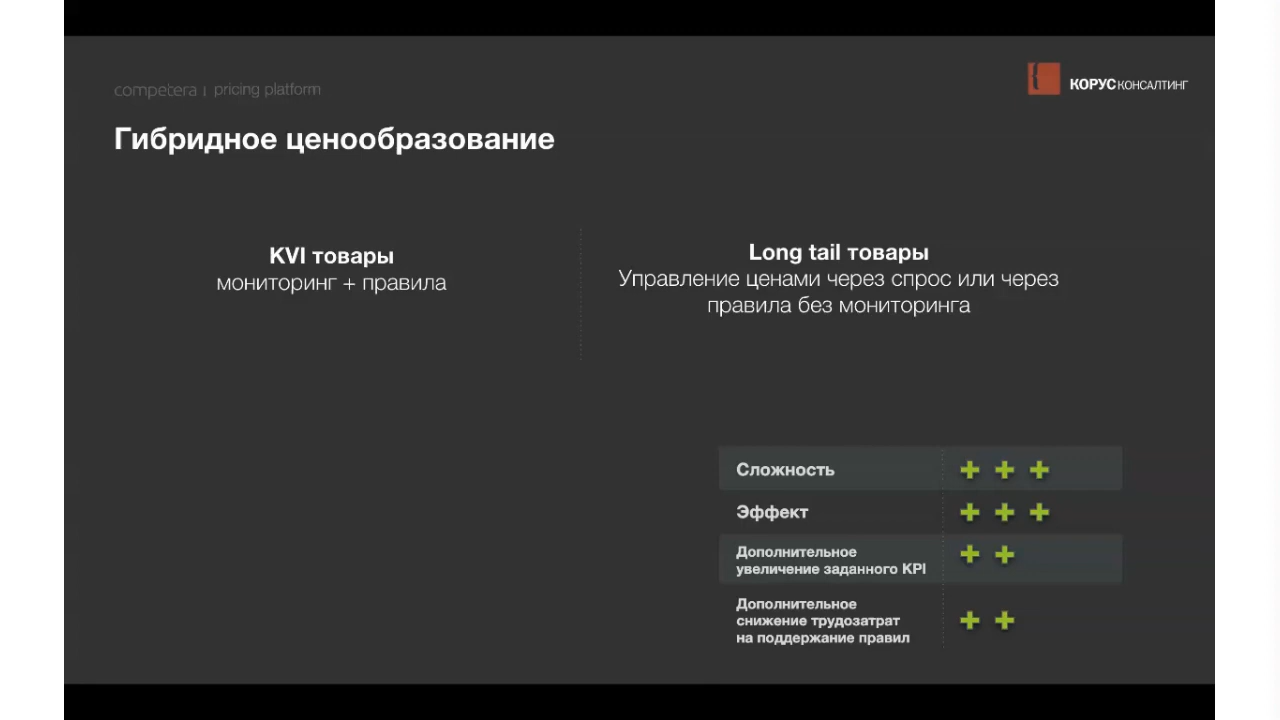 competera | pricing platform
КОРУСКОНСАЛТИНГ
Гибридное ценообразование
KVI товары
мониторинг + правила
Long tail товары
Управление ценами через спрос или через
правила без мониторинга
Сложность + + +
Эффект + + +
Дополнительное
увеличение заданного KPI + +
Дополнительное
снижение трудозатрат + +
на поддержание правил